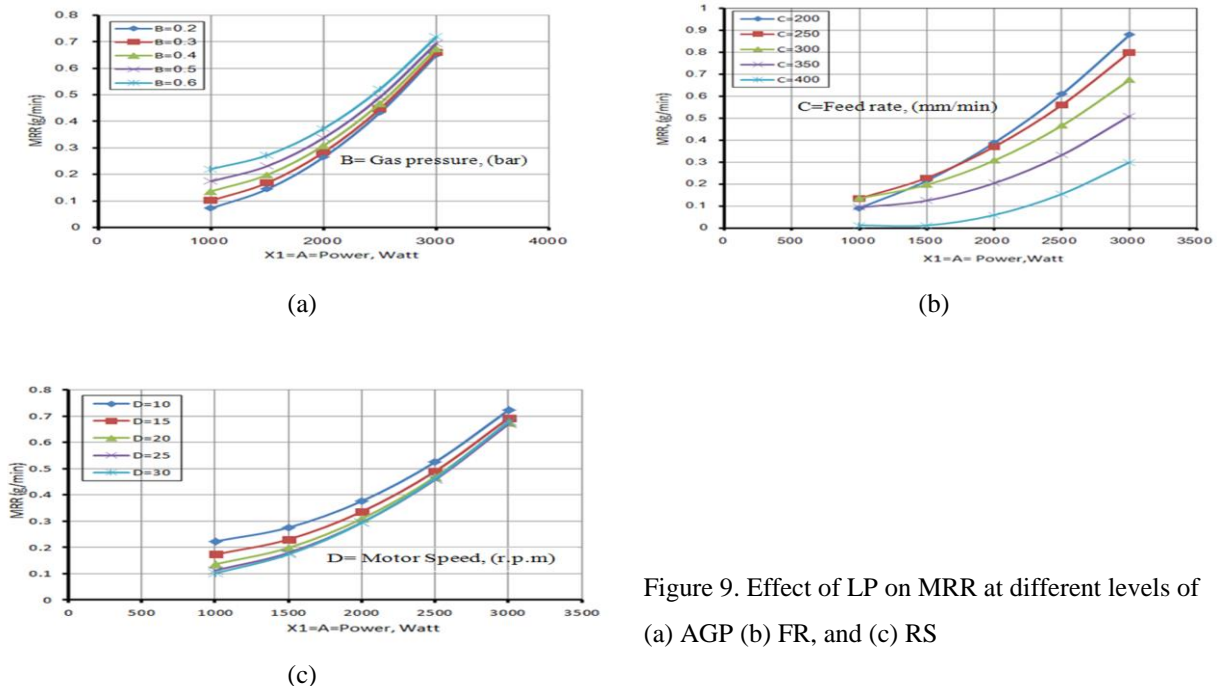 0.8
0.7
0.6
0.5
0.4
0.3
0.2
0.1
0
MRR(g/min)
B=0.2
B=0.3
B=0.4
B=0.5
B=0.6
B= Gas pressure, (bar)
0 1000 2000 3000 4000
X1=A=Power, Watt
(a)
1
0.9
0.8
0.7
0.6
0.5
0.4
0.3
0.2
0.1
0
MRR,(g/min)
C=200
C=250
C=300
C=350
C=400
C=Feed rate, (mm/min)
0 500 1000 1500 2000 2500 3000 3500
X1=A= Power,Watt
(b)
0.8
0.7
0.6
0.5
0.4
0.3
0.2
0.1
0
MRR(g/min)
D=10
D=15
D=20
D=25
D=30
D= Motor Speed, (r.p.m)
0 500 1000 1500 2000 2500 3000 3500
X1=A=Power, Watt
(c)
Figure 9. Effect of LP on MRR at different levels of
(a) AGP (b) FR, and (c) RS